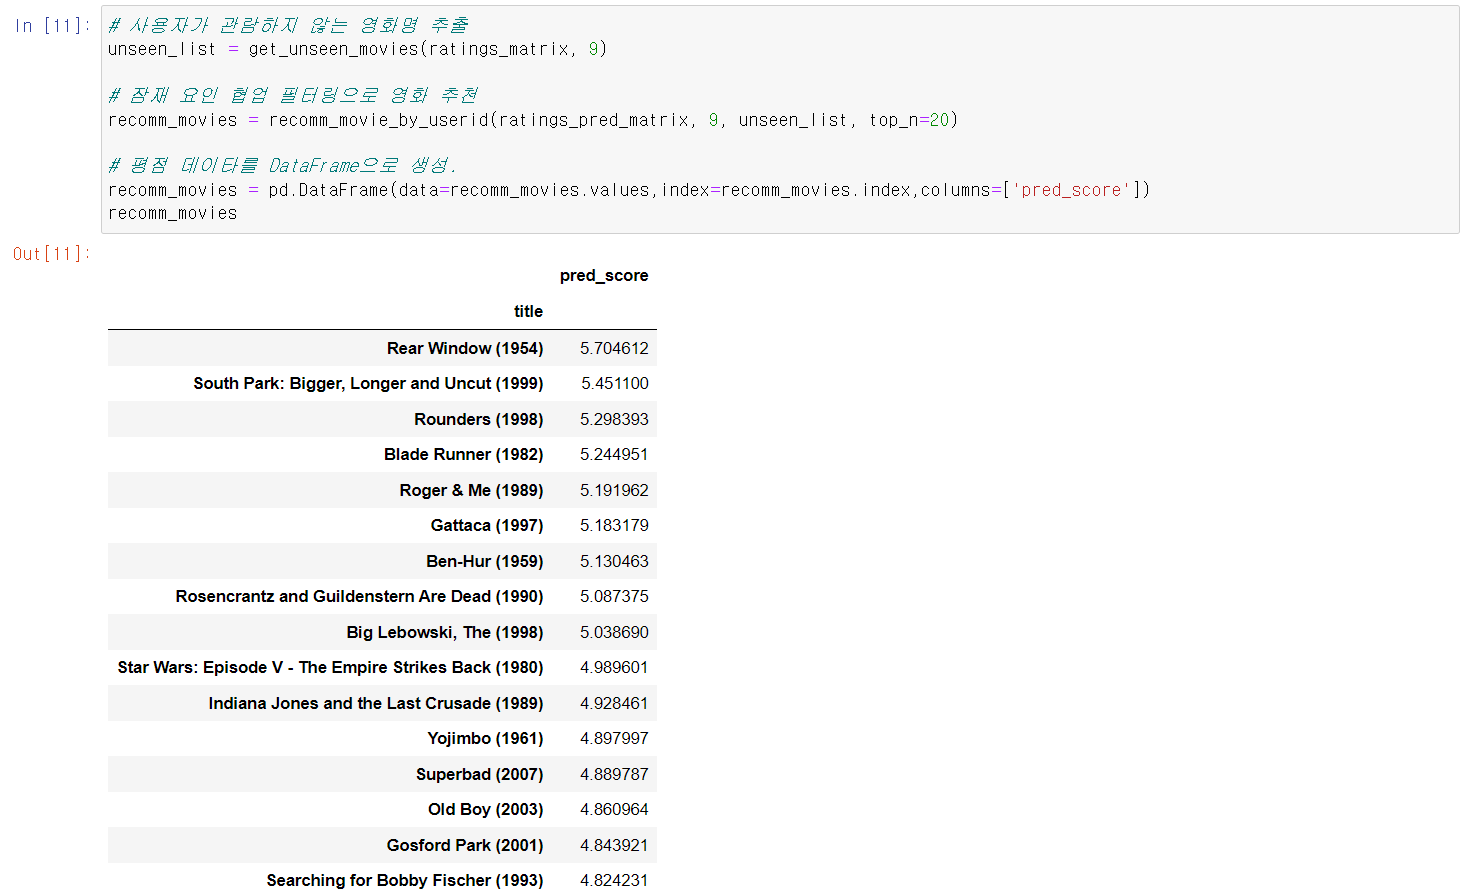 In [11]:
# 사용자가 관람하지 않는 영화명 추출
unseen_list = get_unseen_movies(ratings_matrix, 9)
# 잠재 요인 협업 필터링으로 영화 추천
recomm_movies = recomm_movie_by_userid(ratings_pred_matrix, 9, unseen_list, top_n=20)
# 평점 데이타를 DataFrame으로 생성.
recomm_movies = pd.DataFrame(data=recomm_movies.values,index=recomm_movies.index,columns=['pred_score'])
recomm_movies
Out[11]:
pred_score
title
Rear Window (1954) 5.704612
South Park: Bigger, Longer and Uncut (1999) 5.451100
Rounders (1998) 5.298393
Blade Runner (1982) 5.244951
Roger & Me (1989) 5.191962
Gattaca (1997) 5.183179
Ben-Hur (1959) 5.130463
Rosencrantz and Guildenstern Are Dead (1990) 5.087375
Big Lebowski, The (1998) 5.038690
Star Wars: Episode V - The Empire Strikes Back (1980) 4.989601
Indiana Jones and the Last Crusade (1989) 4.928461
Yojimbo (1961) 4.897997
Superbad (2007) 4.889787
Old Boy (2003) 4.860964
Gosford Park (2001) 4.843921
Searching for Bobby Fischer (1993) 4.824231